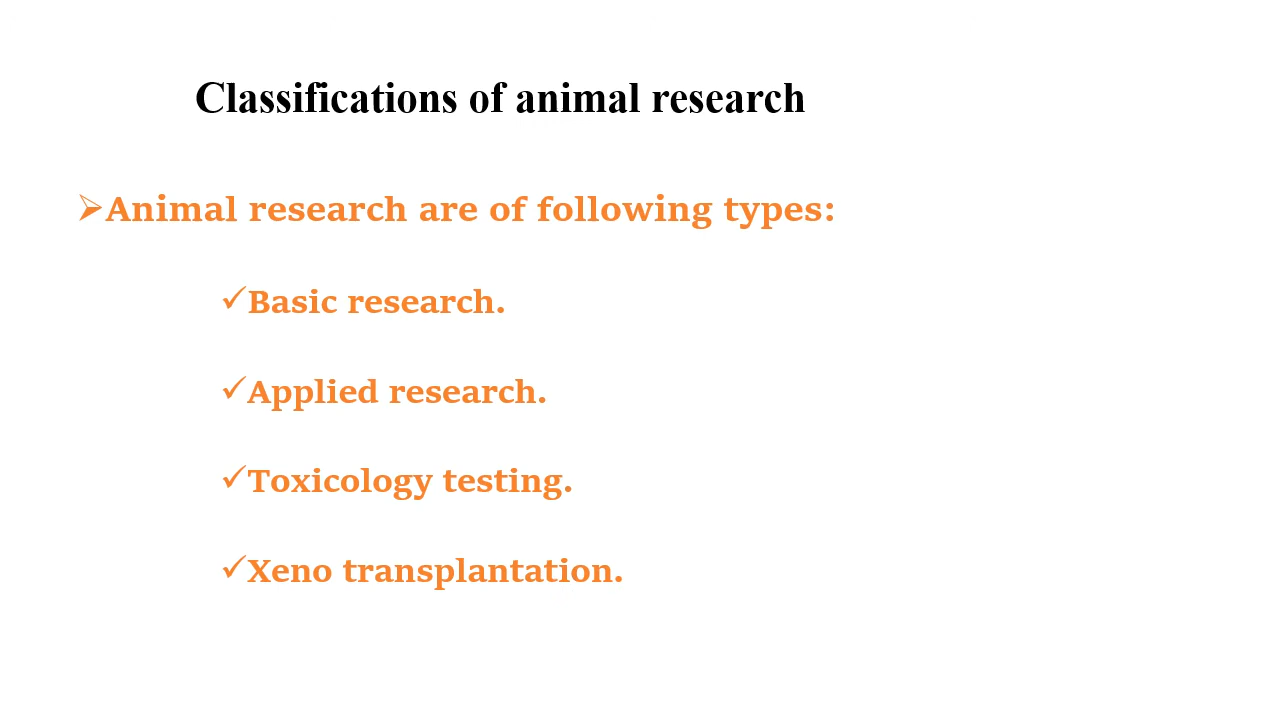 Classifications of animal research
➢Animal research are of following types:
✓Basic research.
✓Applied research.
✓Toxicology testing.
✓Xeno transplantation.